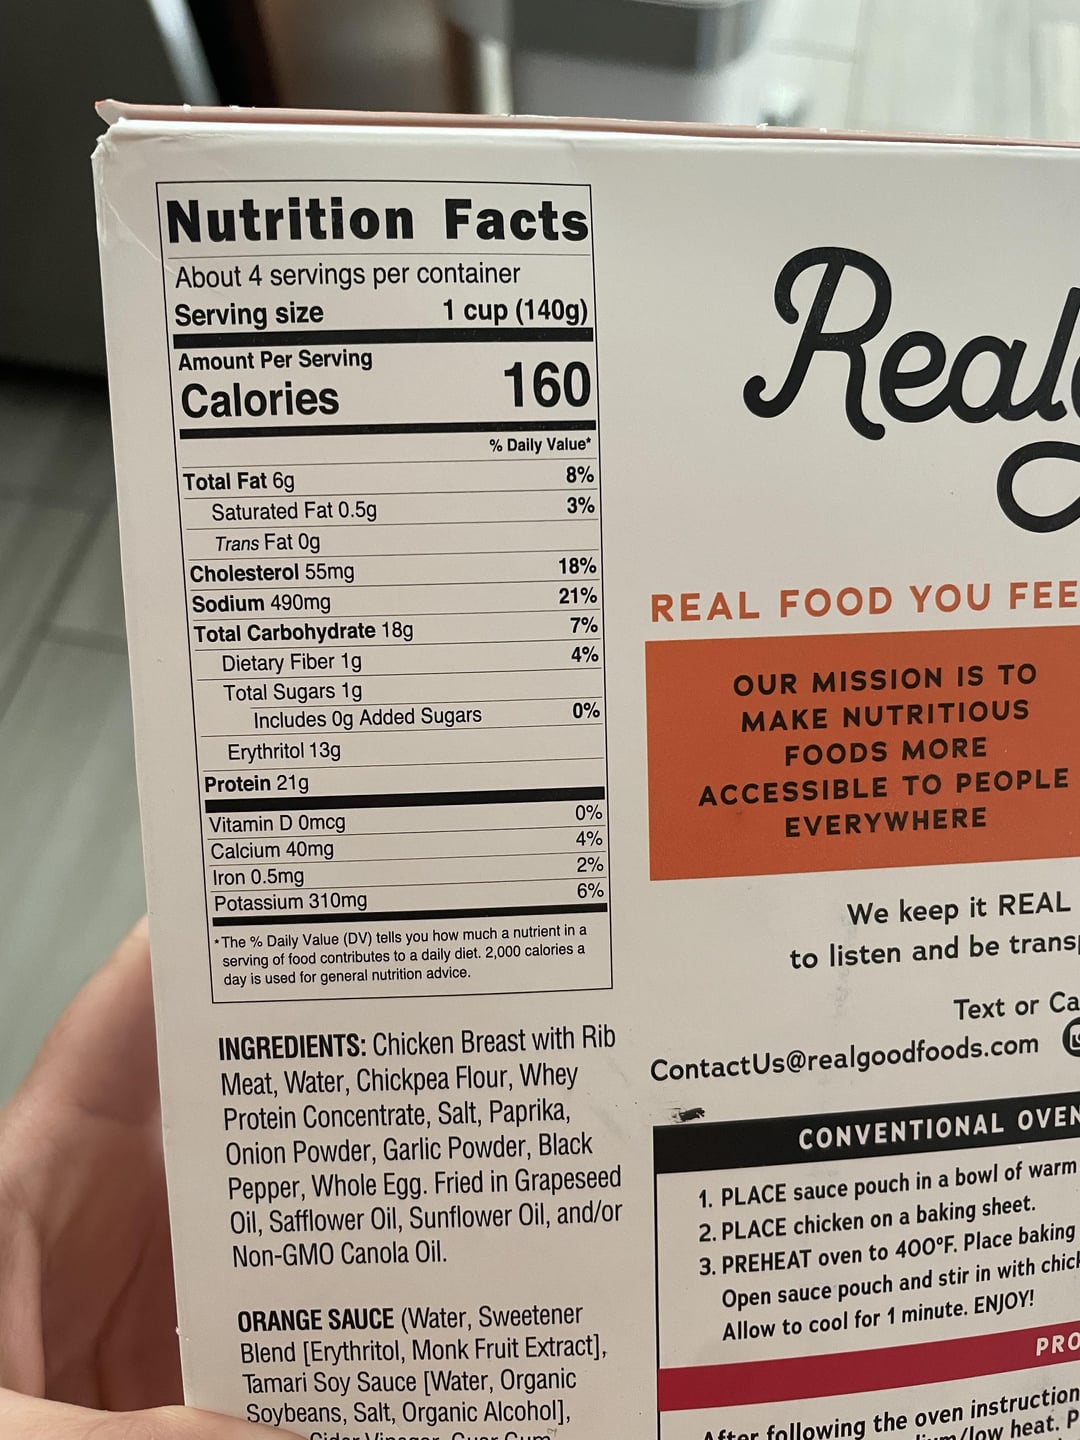 Nutrition Facts
About 4 servings per container
Serving size 1 cup (140g)
Amount Per Serving
Calories 160
% Daily Value*
Total Fat 6g 8%
Saturated Fat 0.5g 3%
Trans Fat 0g
Cholesterol 55mg 18%
Sodium 490mg 21%
Total Carbohydrate 18g 7%
Dietary Fiber 1g 4%
Total Sugars 1g
Includes 0g Added Sugars 0%
Erythritol 13g
Protein 21g
Vitamin D 0mcg 0%
Calcium 40mg 4%
Iron 0.5mg 2%
Potassium 310mg 6%
*The % Daily Value (DV) tells you how much a nutrient in a
serving of food contributes to a daily diet. 2,000 calories a
day is used for general nutrition advice.
INGREDIENTS: Chicken Breast with Rib
Meat, Water, Chickpea Flour, Whey
Protein Concentrate, Salt, Paprika,
Onion Powder, Garlic Powder, Black
Pepper, Whole Egg. Fried in Grapeseed
Oil, Safflower Oil, Sunflower Oil, and/or
Non-GMO Canola Oil.
ORANGE SAUCE (Water, Sweetener
Blend [Erythritol, Monk Fruit Extract],
Tamari Soy Sauce [Water, Organic
Soybeans, Salt, Organic Alcohol],
Cider Vinegar, Guar Gum
Real
REAL FOOD YOU FEE
OUR MISSION IS TO
MAKE NUTRITIOUS
FOODS MORE
ACCESSIBLE TO PEOPLE
EVERYWHERE
We keep it REAL
to listen and be transp
Text or Ca
ContactUs@realgoodfoods.com
CONVENTIONAL OVEN
1. PLACE sauce pouch in a bowl of warm
2. PLACE chicken on a baking sheet.
3. PREHEAT oven to 400°F. Place baking
Open sauce pouch and stir in with chick
Allow to cool for 1 minute. ENJOY!
PRO
After following the oven instruction
/low heat. P